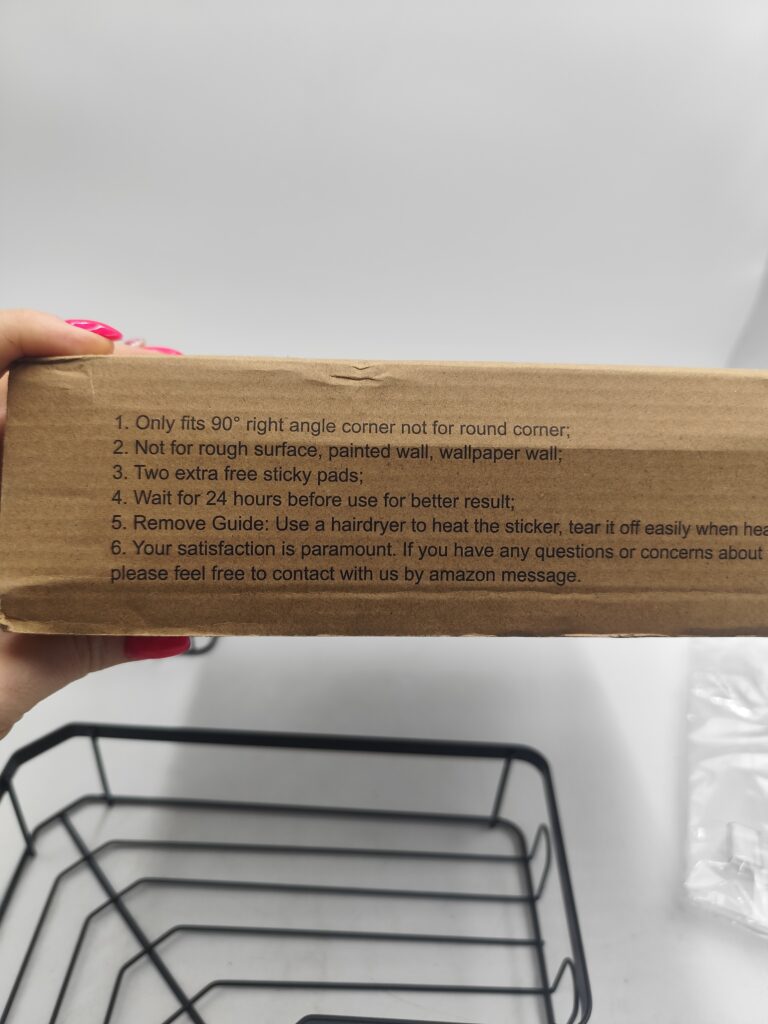 1. Only fits 90° right angle corner not for round corner;
2. Not for rough surface, painted wall, wallpaper wall;
3. Two extra free sticky pads;
4. Wait for 24 hours before use for better result;
5. Remove Guide: Use a hairdryer to heat the sticker, tear it off easily when
6. Your satisfaction is paramount. If you have any questions or concerns about
please feel free to contact with us by amazon message.